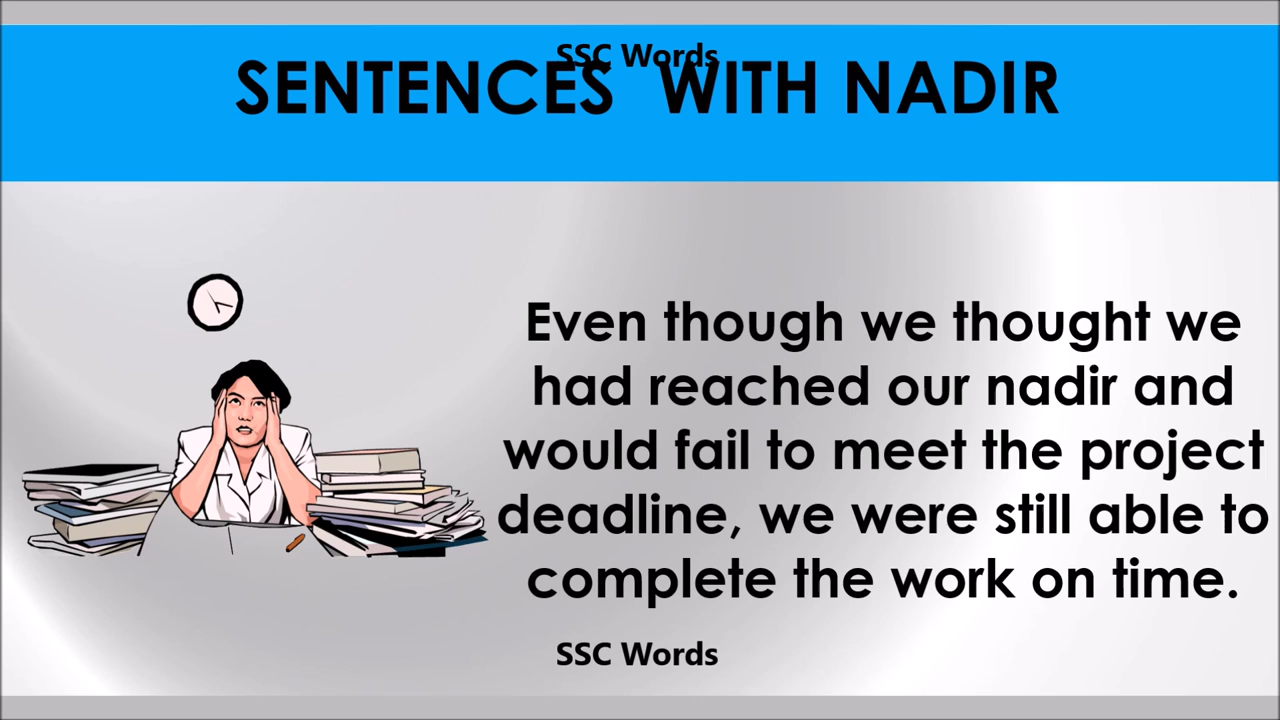 SSC Words
SENTENCES WITH NADIR
Even though we thought we
had reached our nadir and
would fail to meet the project
deadline, we were still able to
complete the work on time.
SSC Words